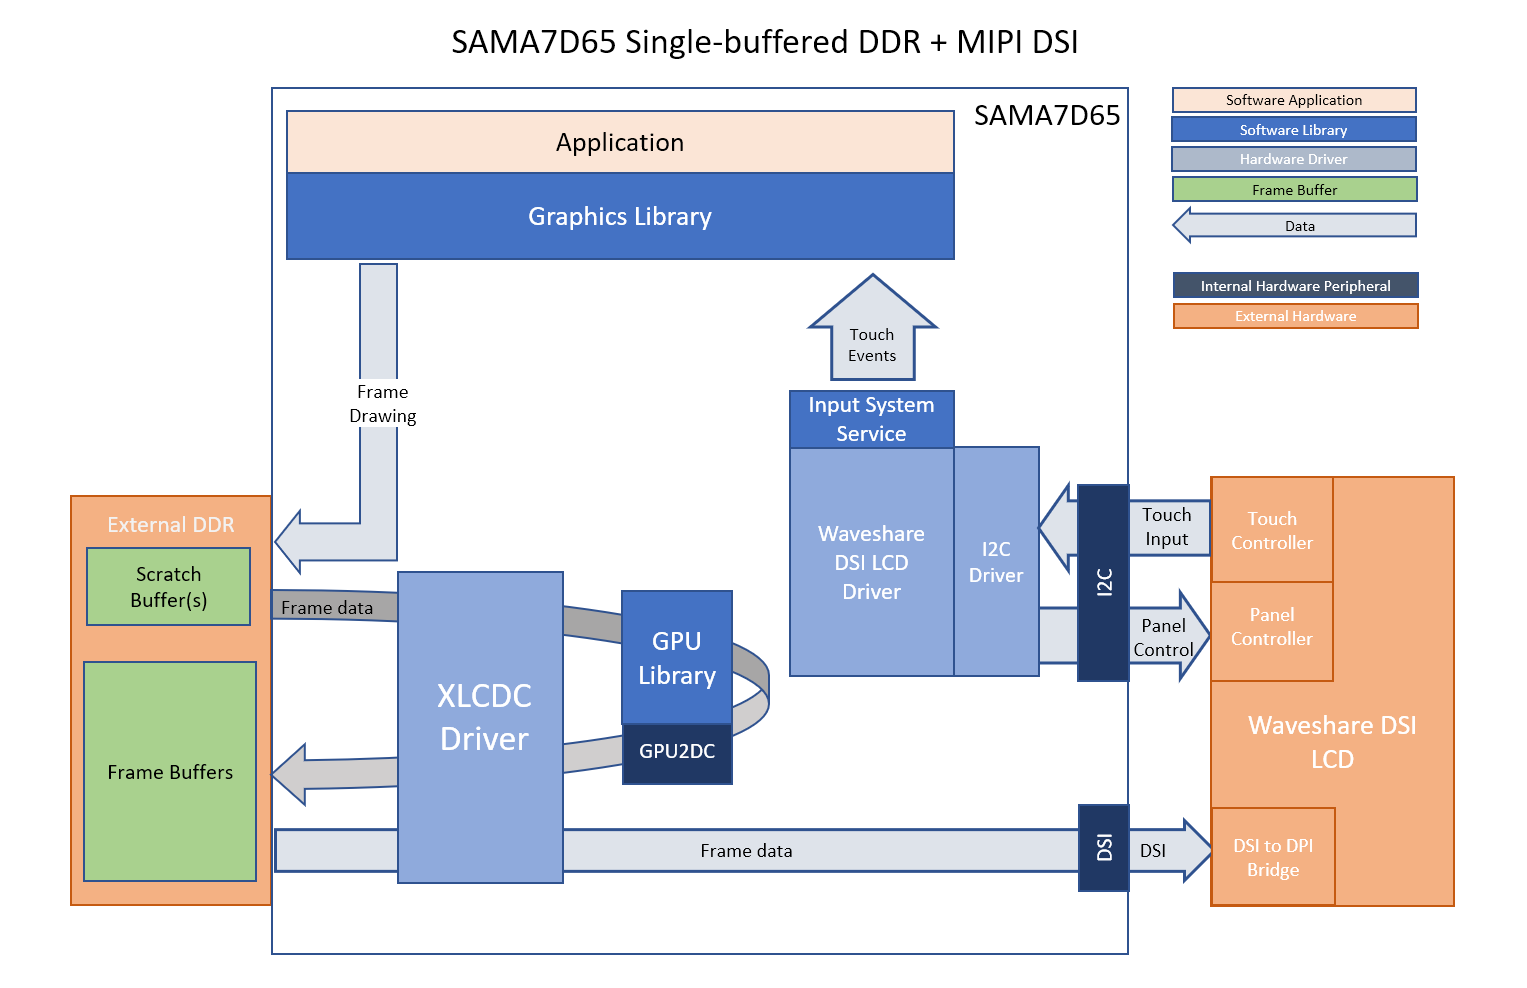 SAMA7D65 Single-buffered DDR + MIPI DSI
SAMA7D65
Application
Graphics Library
Software Application
Software Library
Hardware Driver
Frame Buffer
Data
Internal Hardware Peripheral
External Hardware
Touch
Events
Frame
Drawing
Input System
Service
Waveshare
DSI LCD
Driver
I2C
Driver
I2C
Touch
Input
Panel
Control
Touch
Controller
Panel
Controller
Waveshare DSI
LCD
DSI to DPI
Bridge
External DDR
Scratch
Buffer(s)
Frame Buffers
Frame data
XLCDC
Driver
GPU
Library
GPU2DC
Frame data
DSI
DSI